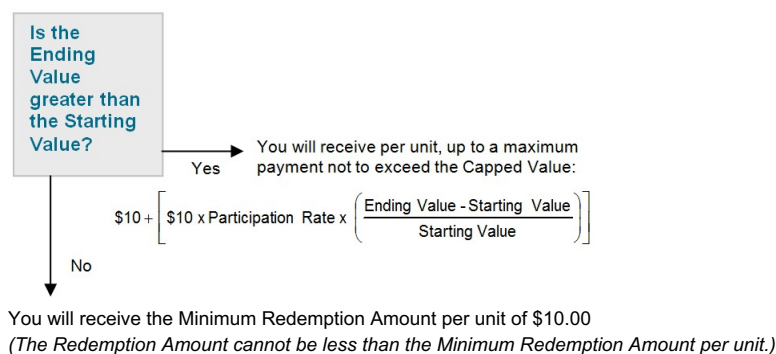 Is the
Ending
Value
greater than
the Starting
Value?
Yes
You will receive per unit, up to a maximum
payment not to exceed the Capped Value:
$10 + [ $10 x Participation Rate x ( Ending Value - Starting Value
Starting Value ) ]
No
You will receive the Minimum Redemption Amount per unit of $10.00
(The Redemption Amount cannot be less than the Minimum Redemption Amount per unit.)